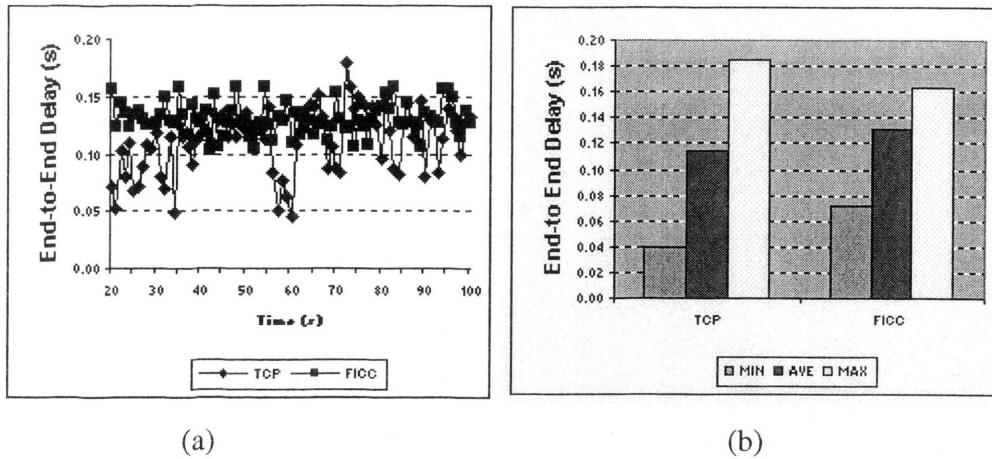 End-to-End Delay (s)
0.20
0.15
0.10
0.05
0.00
20 30 40 50 60 70 80 90 100
Time (s)
TCP FICC
(a)
End-to End Delay (s)
0.20
0.18
0.16
0.14
0.12
0.10
0.08
0.06
0.04
0.02
0.00
TCP FICC
MIN AVE MAX
(b)